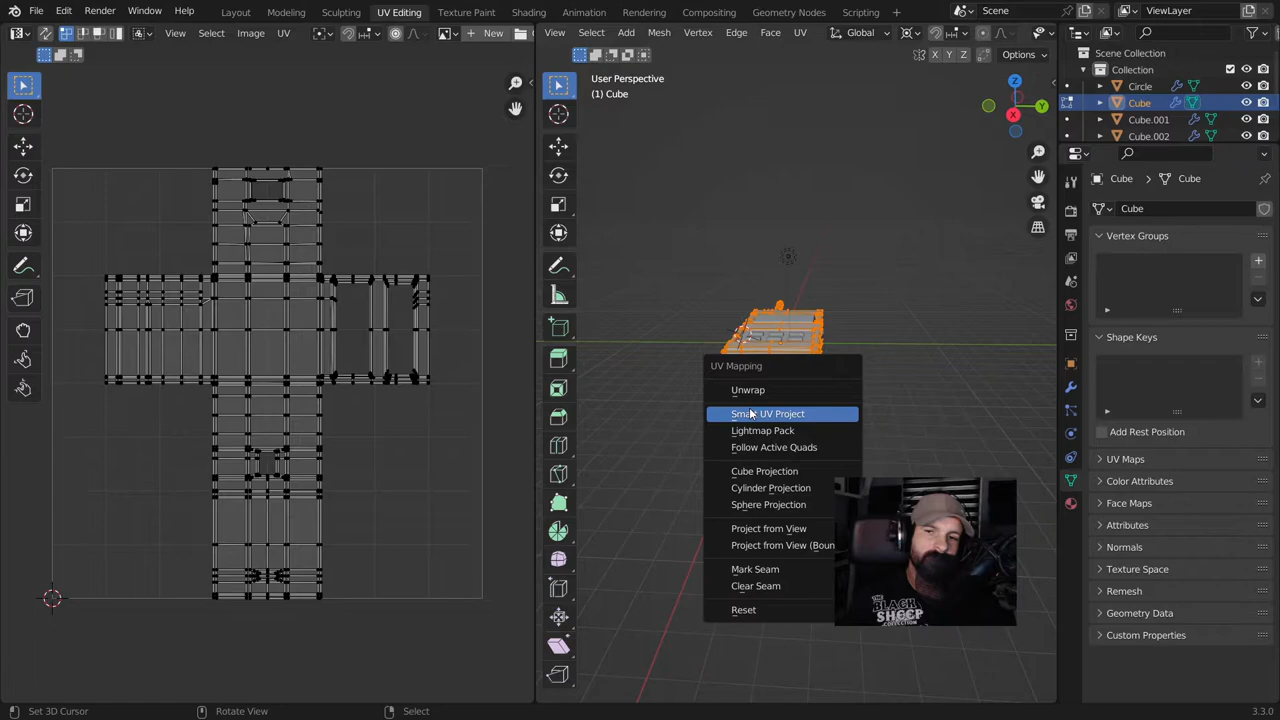 File Edit Render Window Help Layout Modeling Sculpting UV Editing Texture Paint Shading Animation Rendering Compositing Geometry Nodes Scripting Scene ViewLayer
View Select Image UV New
View Select Add Mesh Vertex Edge Face UV Global
X Y Z Options
User Perspective
(1) Cube
Z
Y
X
Scene Collection
Collection
Circle
Cube
Cube.001
Cube.002
Cube Cube
Cube
Vertex Groups
Shape Keys
Add Rest Position
UV Maps
Color Attributes
Face Maps
Attributes
Normals
Texture Space
Remesh
Geometry Data
Custom Properties
UV Mapping
Unwrap
Smart UV Project
Lightmap Pack
Follow Active Quads
Cube Projection
Cylinder Projection
Sphere Projection
Project from View
Project from View (Boun
Mark Seam
Clear Seam
Reset
THE
BLACK
SHEEP
COLLECTION
Set 3D Cursor Rotate View Select 3.3.0